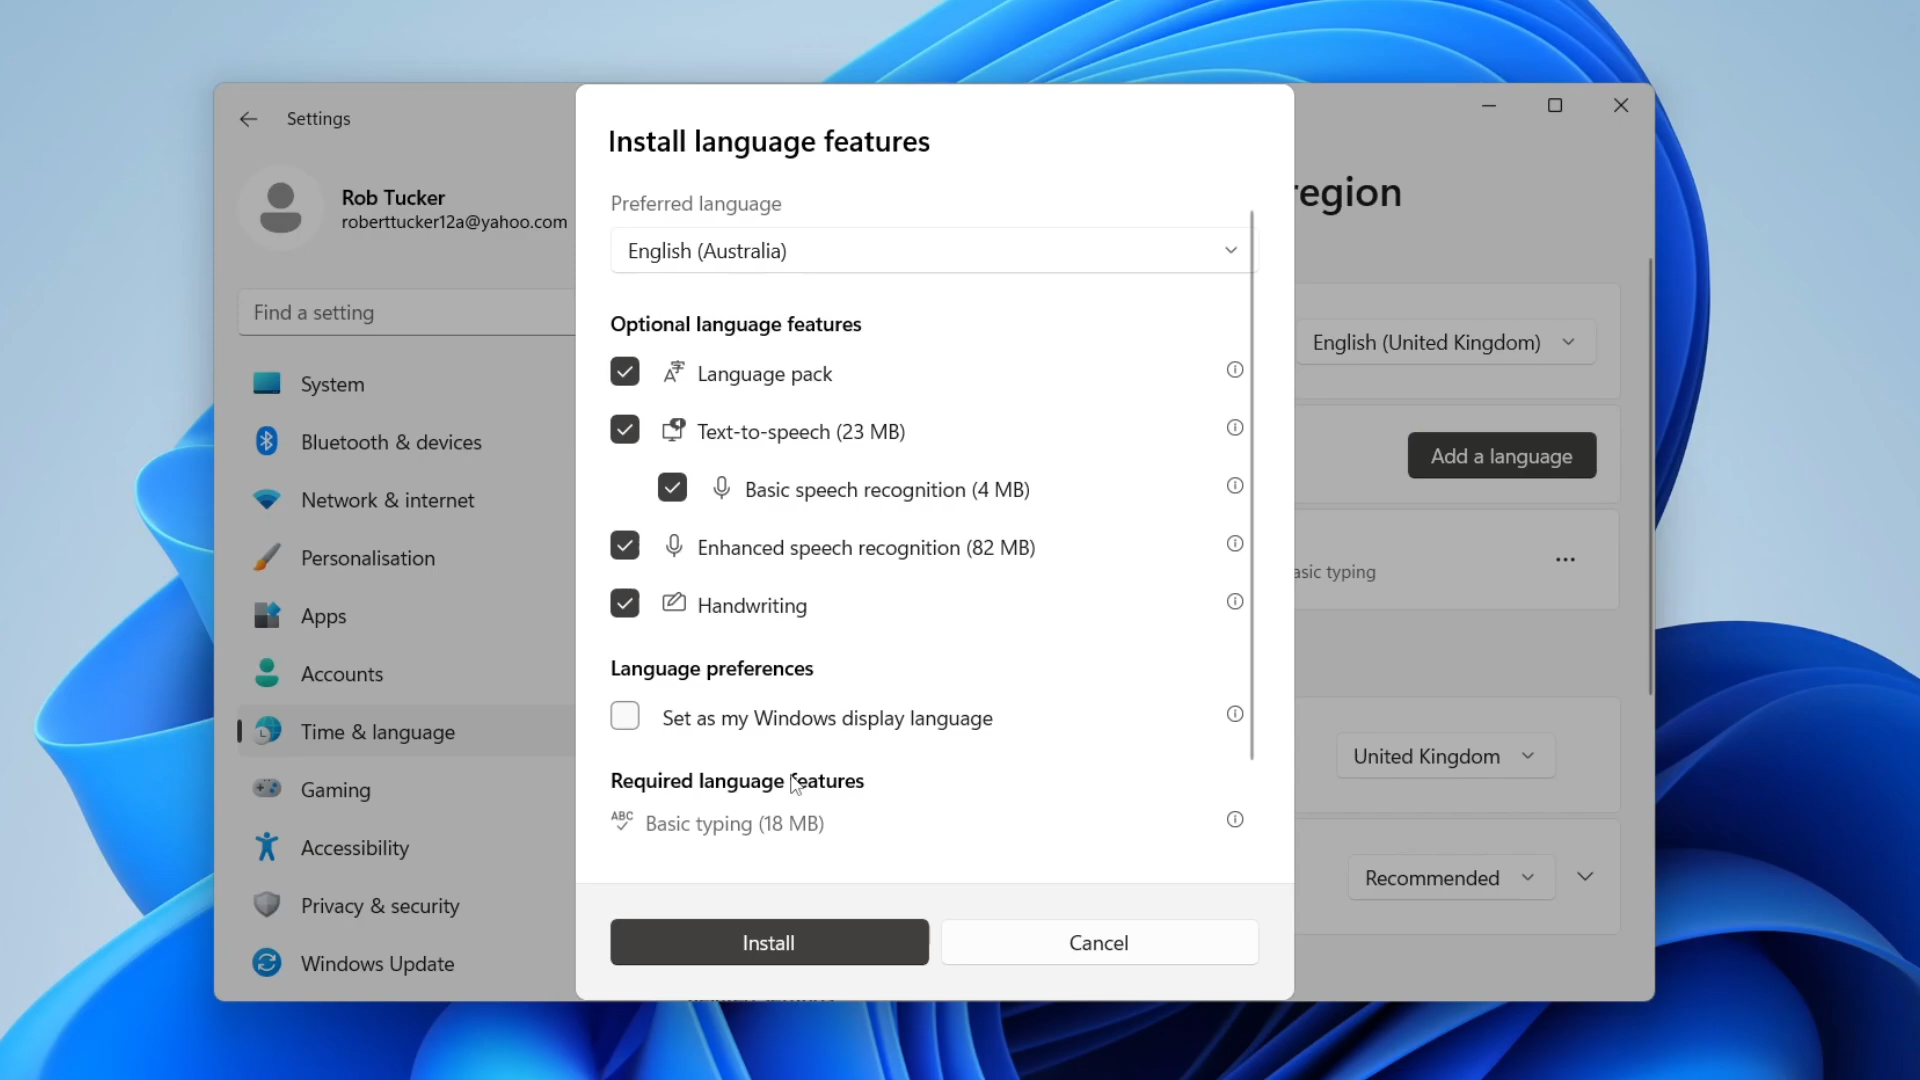 Settings
Rob Tucker
roberttucker12a@yahoo.com
Find a setting
System
Bluetooth & devices
Network & internet
Personalisation
Apps
Accounts
Time & language
Gaming
Accessibility
Privacy & security
Windows Update
Install language features
Preferred language
English (Australia)
Optional language features
Language pack
Text-to-speech (23 MB)
Basic speech recognition (4 MB)
Enhanced speech recognition (82 MB)
Handwriting
Language preferences
Set as my Windows display language
Required language features
ABC
Basic typing (18 MB)
Install
Cancel
region
English (United Kingdom)
Add a language
asic typing
United Kingdom
Recommended